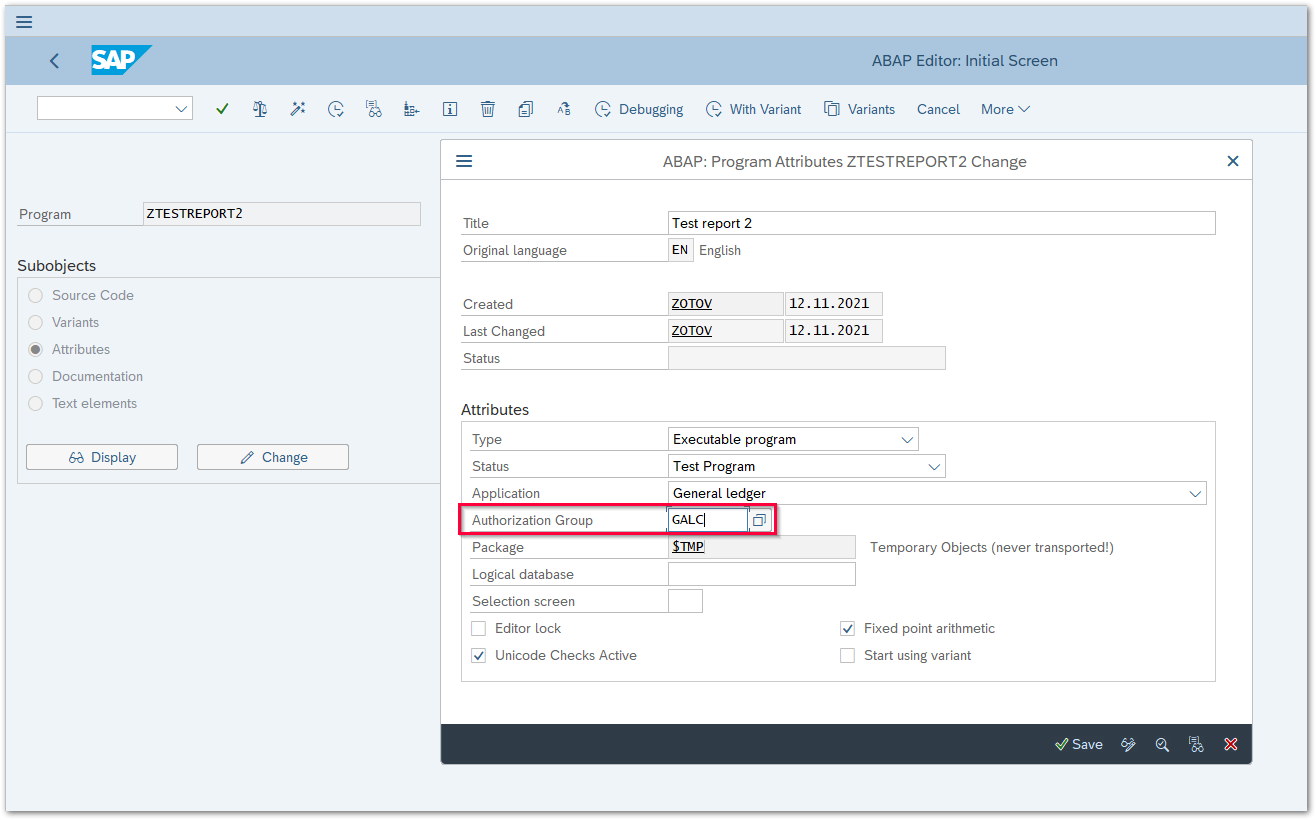 SAP
ABAP Editor: Initial Screen
Debugging With Variant Variants Cancel More
ABAP: Program Attributes ZTESTREPORT2 Change
Program ZTESTREPORT2
Subobjects
Source Code
Variants
Attributes
Documentation
Text elements
Display Change
Title Test report 2
Original language EN English
Created ZOTOV 12.11.2021
Last Changed ZOTOV 12.11.2021
Status
Attributes
Type Executable program
Status Test Program
Application General ledger
Authorization Group GALC
Package $TMP Temporary Objects (never transported!)
Logical database
Selection screen
Editor lock Fixed point arithmetic
Unicode Checks Active Start using variant
Save